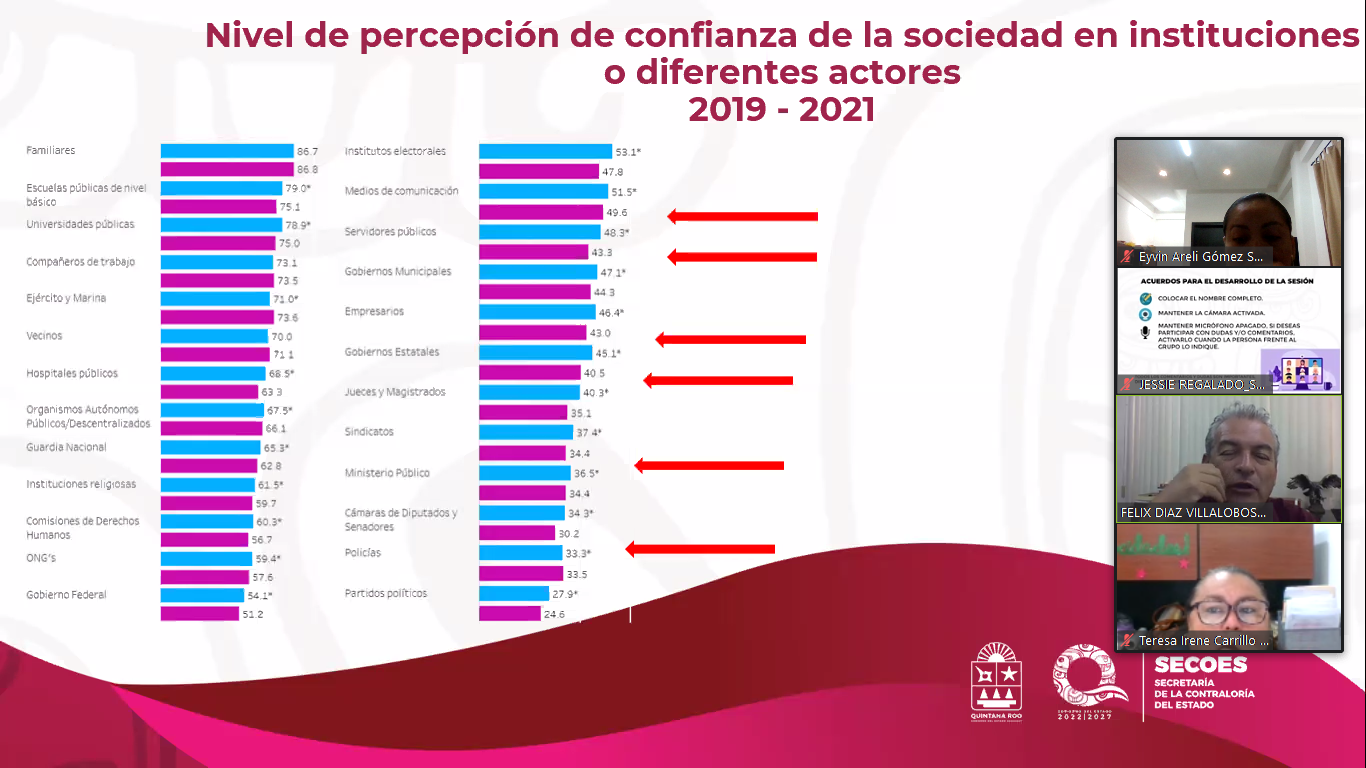 Nivel de percepción de confianza de la sociedad en instituciones
o diferentes actores
2019 - 2021
Familiares
86.7
86.8
Escuelas públicas de nivel
básico
79.0*
75.1
Universidades públicas
78.9*
75.0
Compañeros de trabajo
73.1
73.5
Ejército y Marina
71.0*
73.6
Vecinos
70.0
71.1
Hospitales públicos
68.5*
63.3
Organismos Autónomos
Públicos/Descentralizados
67.5*
66.1
Guardia Nacional
65.3*
62.8
Instituciones religiosas
61.5*
59.7
Comisiones de Derechos
Humanos
60.3*
56.7
ONG's
59.4*
57.6
Gobierno Federal
54.1*
51.2
Institutos electorales
53.1*
47.8
Medios de comunicación
51.5*
49.6
Servidores públicos
48.3*
43.3
Gobiernos Municipales
47.1*
44.3
Empresarios
46.4*
43.0
Gobiernos Estatales
45.1*
40.5
Jueces y Magistrados
40.3*
35.1
Sindicatos
37.4*
34.4
Ministerio Público
36.5*
34.4
Cámaras de Diputados y
Senadores
34.3*
30.2
Policías
33.3*
33.5
Partidos políticos
27.9*
24.6
Eyvin Areli Gómez S...
ACUERDOS PARA EL DESARROLLO DE LA SESIÓN
COLOCAR EL NOMBRE COMPLETO.
MANTENER LA CÁMARA ACTIVADA.
MANTENER MICRÓFONO APAGADO, SI DESEAS
PARTICIPAR CON DUDAS Y/O COMENTARIOS,
ACTIVARLO CUANDO LA PERSONA FRENTE AL
GRUPO LO INDIQUE.
JESSIE REGALADO_S...
FELIX DIAZ VILLALOBOS...
Teresa Irene Carrillo ...
QUINTANA ROO
GOBIERNO DEL ESTADO
2022|2027
SECOES
SECRETARÍA
DE LA CONTRALORÍA
DEL ESTADO